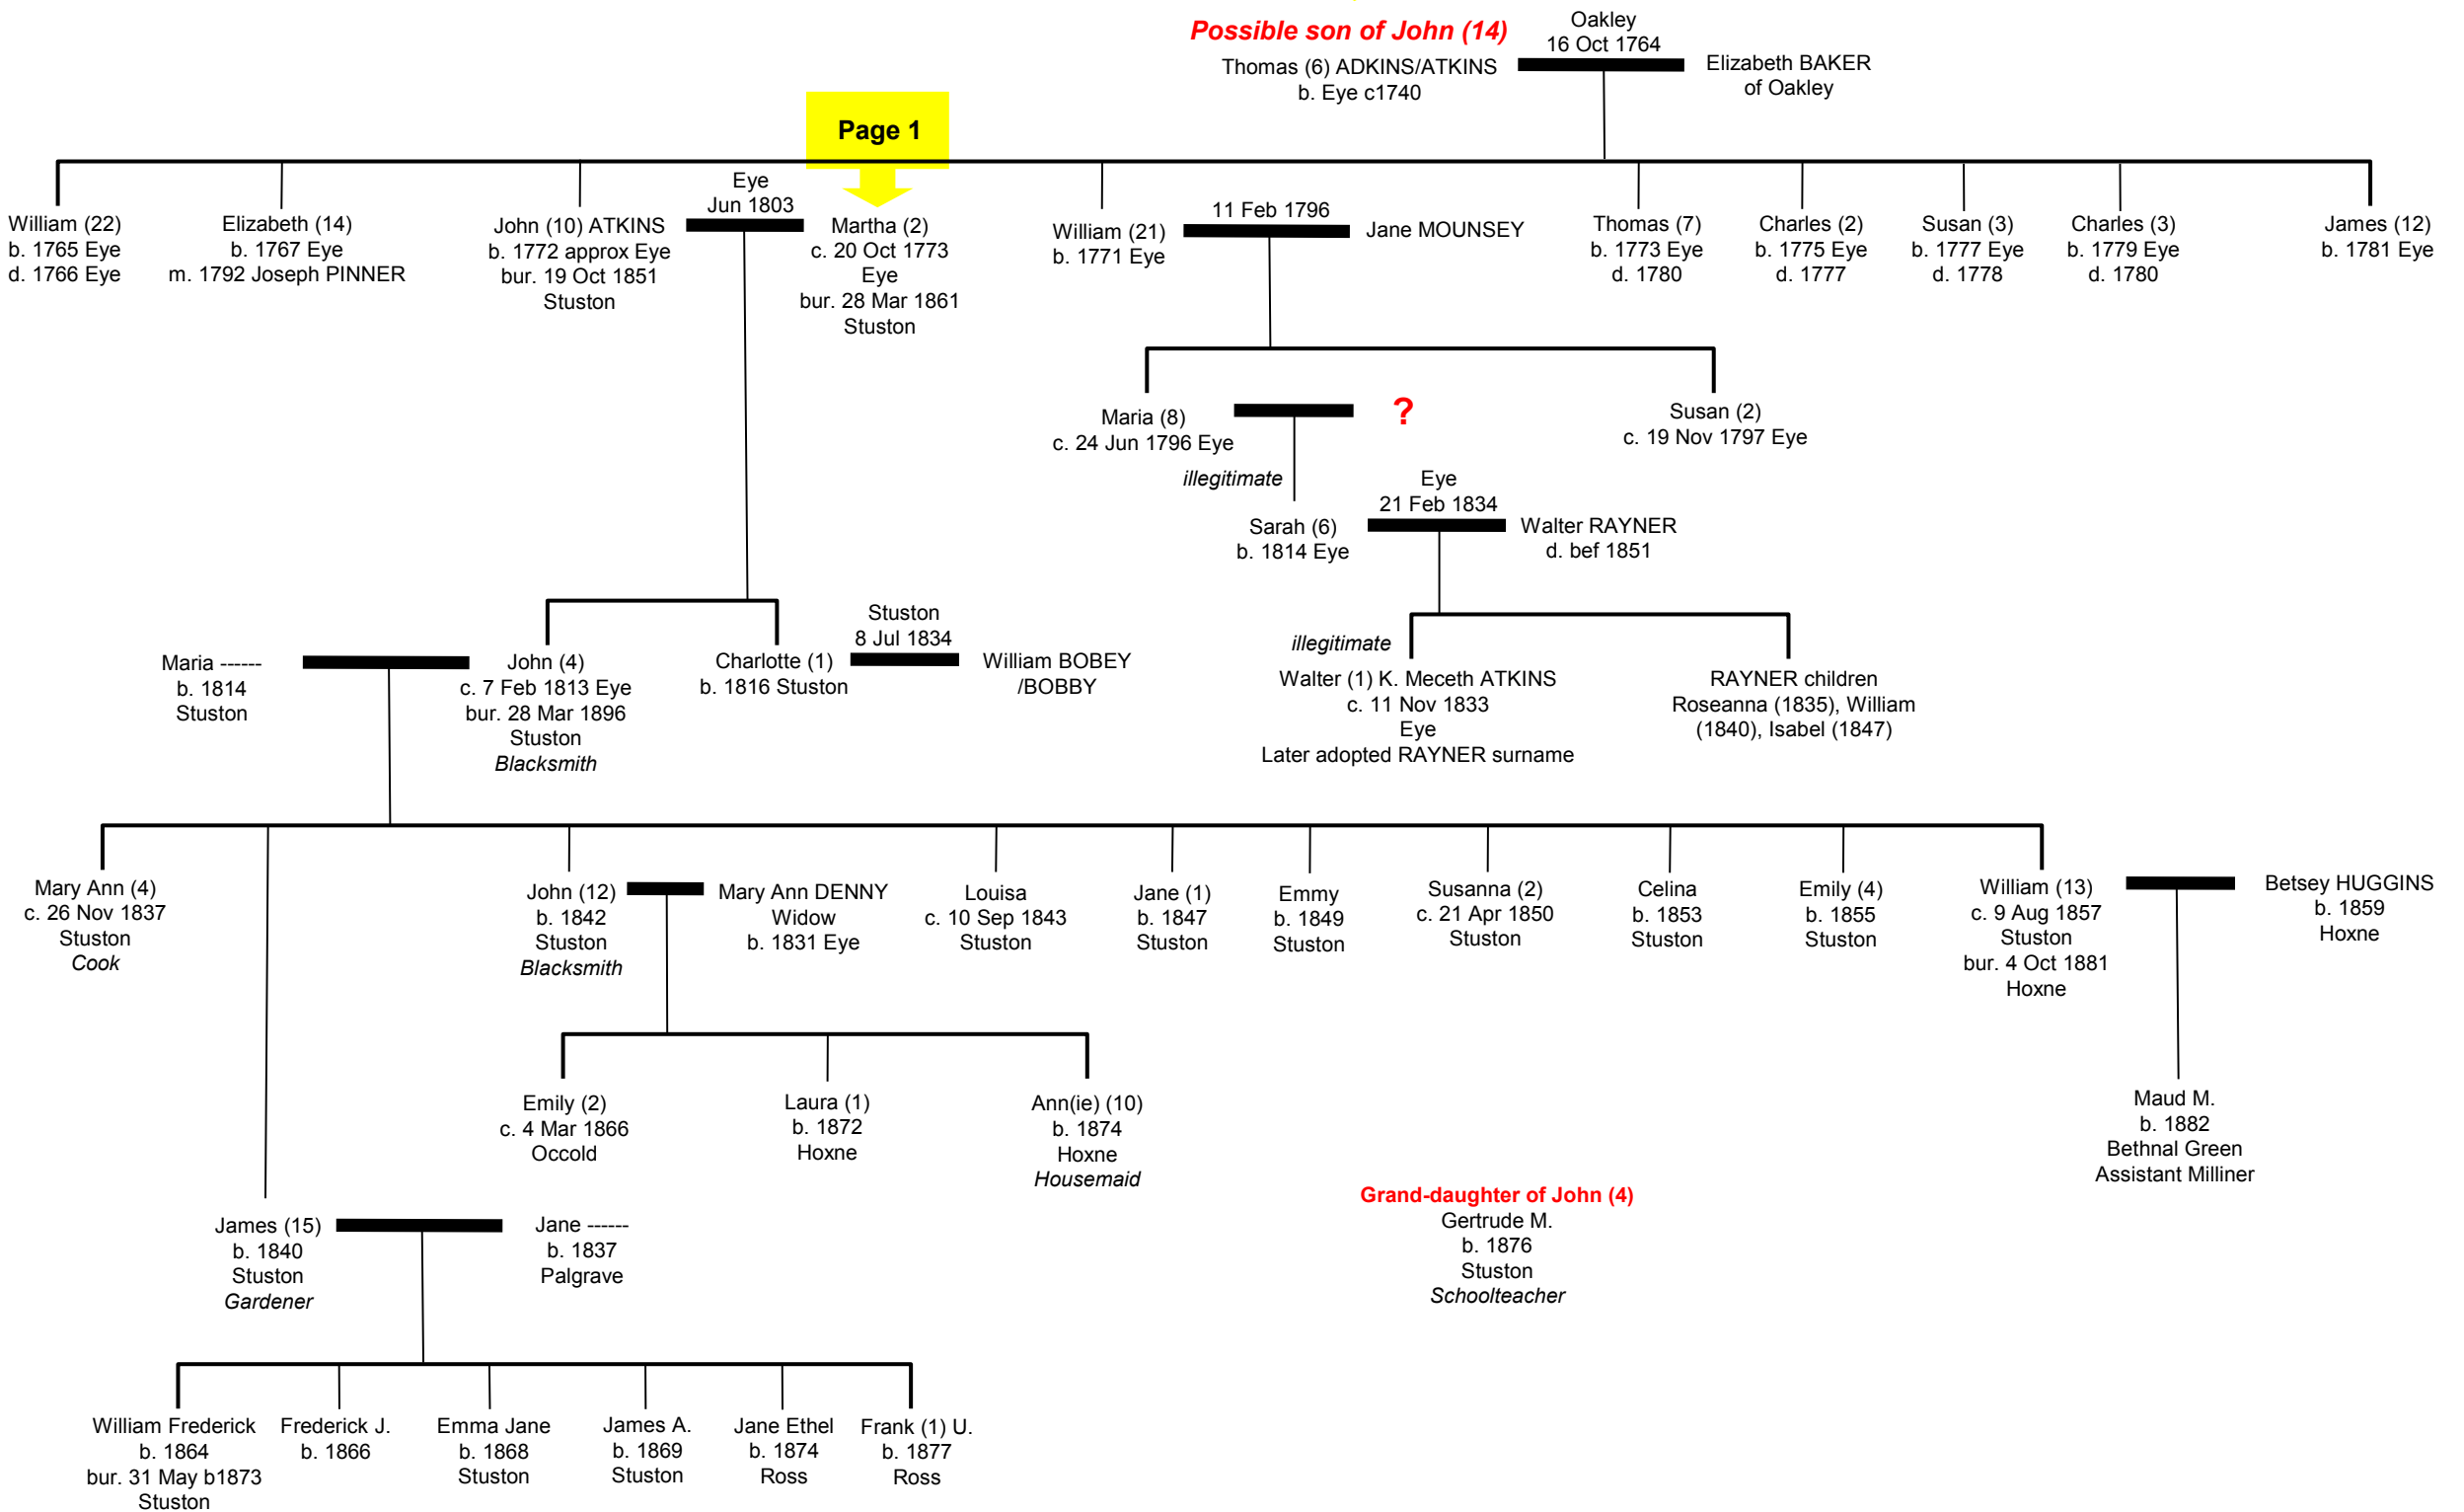 Possible son of John (14)
Thomas (6) ADKINS/ATKINS
b. Eye c1740
Oakley
16 Oct 1764
Elizabeth BAKER
of Oakley
Page 1
William (22)
b. 1765 Eye
d. 1766 Eye
Elizabeth (14)
b. 1767 Eye
m. 1792 Joseph PINNER
John (10) ATKINS
b. 1772 approx Eye
bur. 19 Oct 1851
Stuston
Eye
Jun 1803
Martha (2)
c. 20 Oct 1773
Eye
bur. 28 Mar 1861
Stuston
William (21)
b. 1771 Eye
11 Feb 1796
Jane MOUNSEY
Thomas (7)
b. 1773 Eye
d. 1780
Charles (2)
b. 1775 Eye
d. 1777
Susan (3)
b. 1777 Eye
d. 1778
Charles (3)
b. 1779 Eye
d. 1780
James (12)
b. 1781 Eye
Maria (8)
c. 24 Jun 1796 Eye
?
Susan (2)
c. 19 Nov 1797 Eye
illegitimate
Sarah (6)
b. 1814 Eye
Eye
21 Feb 1834
Walter RAYNER
d. bef 1851
Maria ------
b. 1814
Stuston
John (4)
c. 7 Feb 1813 Eye
bur. 28 Mar 1896
Stuston
Blacksmith
Charlotte (1)
b. 1816 Stuston
Stuston
8 Jul 1834
William BOBEY
/BOBBY
illegitimate
Walter (1) K. Meceth ATKINS
c. 11 Nov 1833
Eye
Later adopted RAYNER surname
RAYNER children
Roseanna (1835), William
(1840), Isabel (1847)
Mary Ann (4)
c. 26 Nov 1837
Stuston
Cook
John (12)
b. 1842
Stuston
Blacksmith
Mary Ann DENNY
Widow
b. 1831 Eye
Louisa
c. 10 Sep 1843
Stuston
Jane (1)
b. 1847
Stuston
Emmy
b. 1849
Stuston
Susanna (2)
c. 21 Apr 1850
Stuston
Celina
b. 1853
Stuston
Emily (4)
b. 1855
Stuston
William (13)
c. 9 Aug 1857
Stuston
bur. 4 Oct 1881
Hoxne
Betsey HUGGINS
b. 1859
Hoxne
Emily (2)
c. 4 Mar 1866
Occold
Laura (1)
b. 1872
Hoxne
Ann(ie) (10)
b. 1874
Hoxne
Housemaid
Maud M.
b. 1882
Bethnal Green
Assistant Milliner
Grand-daughter of John (4)
Gertrude M.
b. 1876
Stuston
Schoolteacher
James (15)
b. 1840
Stuston
Gardener
Jane ------
b. 1837
Palgrave
William Frederick
b. 1864
bur. 31 May b1873
Stuston
Frederick J.
b. 1866
Emma Jane
b. 1868
Stuston
James A.
b. 1869
Stuston
Jane Ethel
b. 1874
Ross
Frank (1) U.
b. 1877
Ross